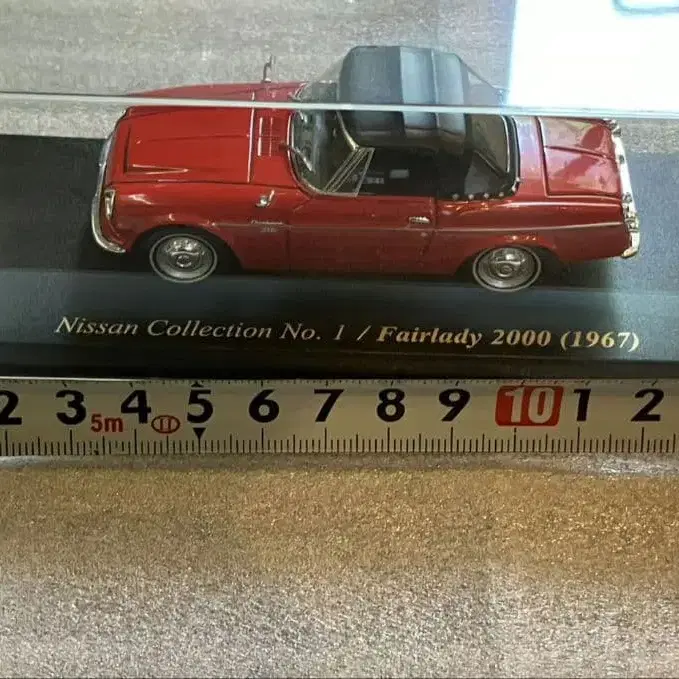 Nissan Collection No. 1 / Fairlady 2000 (1967)
2 3 5m 4 II 5 6 7 8 9 10 1 2